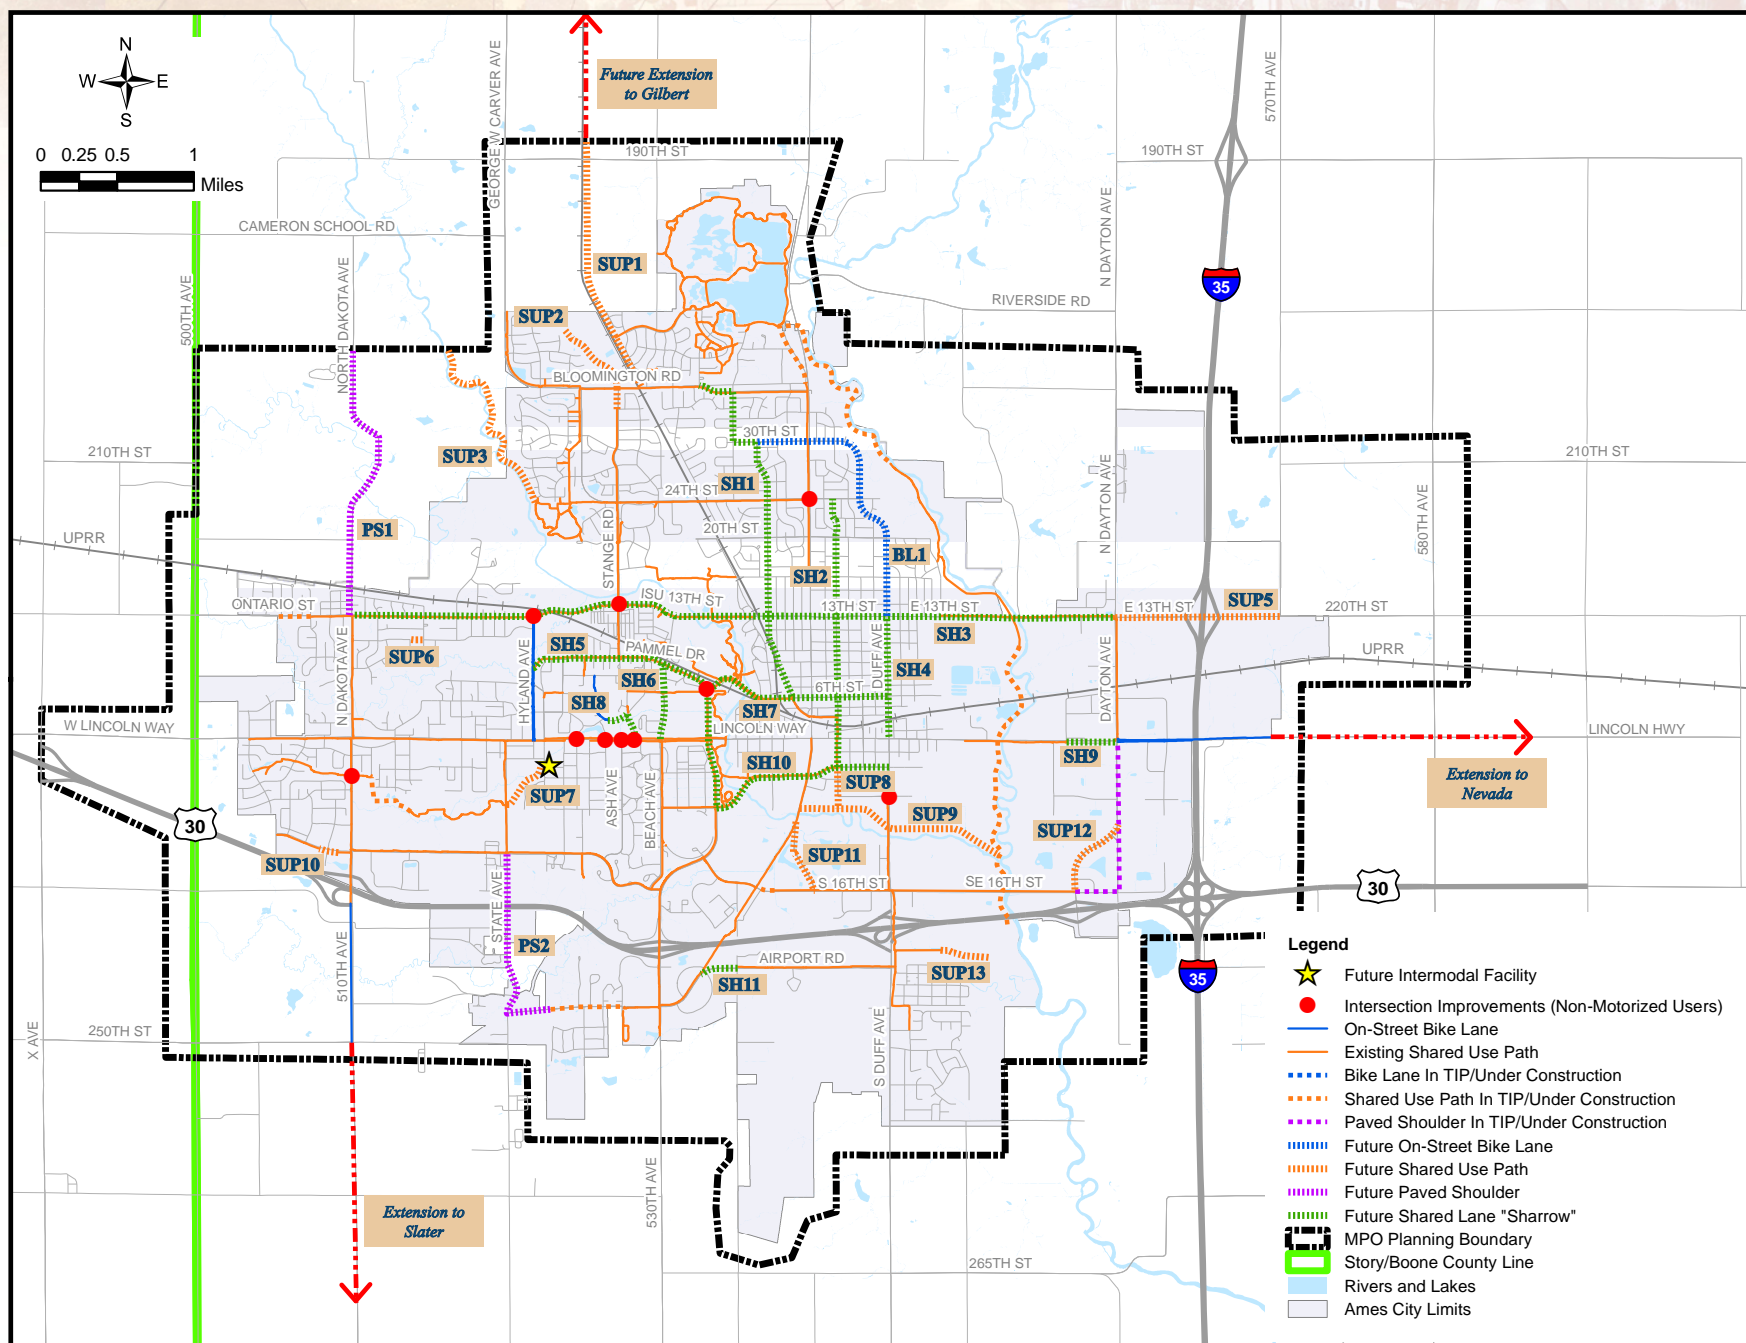 N
W
E
S
0 0.25 0.5 1
Miles
Future Extension
to Gilbert
GEORGE W CARVER AVE
570TH AVE
190TH ST
190TH ST
CAMERON SCHOOL RD
500TH AVE
NORTH DAKOTA AVE
N DAYTON AVE
RIVERSIDE RD
35
SUP1
SUP2
BLOOMINGTON RD
30TH ST
210TH ST
210TH ST
SUP3
SH1
24TH ST
20TH ST
N DAYTON AVE
580TH AVE
UPRR
PS1
STANGE RD
BL1
SH2
ONTARIO ST
ISU 13TH ST
13TH ST
E 13TH ST
E 13TH ST
SUP5
220TH ST
SH3
SUP6
SH5
PAMMEL DR
DUFF AVE
UPRR
N DAKOTA AVE
HYLAND AVE
SH6
SH4
6TH ST
DAYTON AVE
SH8
SH7
W LINCOLN WAY
LINCOLN WAY
LINCOLN HWY
SH9
SH10
SUP8
SUP7
ASH AVE
BEACH AVE
Extension to
Nevada
30
SUP9
SUP12
SUP10
SUP11
S 16TH ST
SE 16TH ST
30
STATE AVE
PS2
510TH AVE
AIRPORT RD
SH11
SUP13
35
X AVE
250TH ST
S DUFF AVE
530TH AVE
Extension to
Slater
265TH ST
Legend
Future Intermodal Facility
Intersection Improvements (Non-Motorized Users)
On-Street Bike Lane
Existing Shared Use Path
Bike Lane In TIP/Under Construction
Shared Use Path In TIP/Under Construction
Paved Shoulder In TIP/Under Construction
Future On-Street Bike Lane
Future Shared Use Path
Future Paved Shoulder
Future Shared Lane "Sharrow"
MPO Planning Boundary
Story/Boone County Line
Rivers and Lakes
Ames City Limits